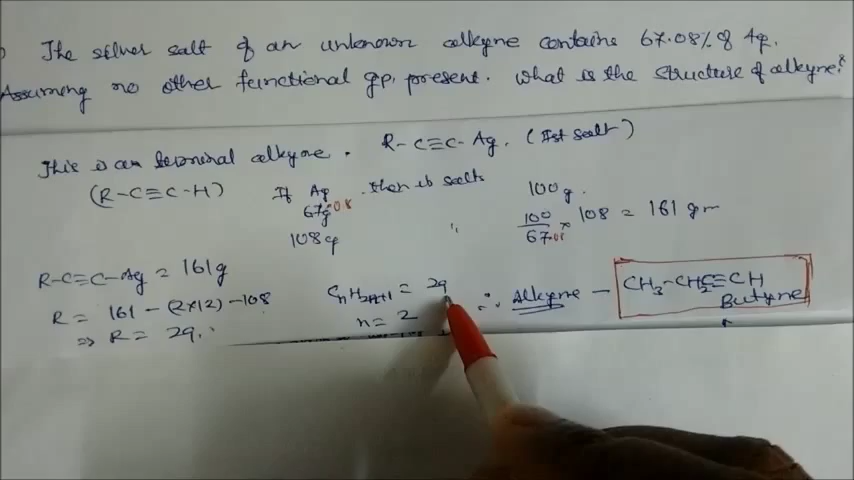 The silver salt of an unknown alkyne contains 67.08% of Ag.
Assuming no other functional gp. present. What is the structure of alkyne?
This is an terminal alkyne. R-C≡C-Ag. (Ist salt)
(R-C≡C-H)
If Ag then its salts
67g.08 100g.
108g " 100/67.08 × 108 = 161 gm
R-C≡C-Ag = 161g
R = 161 - (2×12) - 108
⇒ R = 29.
CnH2n+1 = 29
n = 2
∴ Alkyne - CH3-CH2C≡CH
Butyne